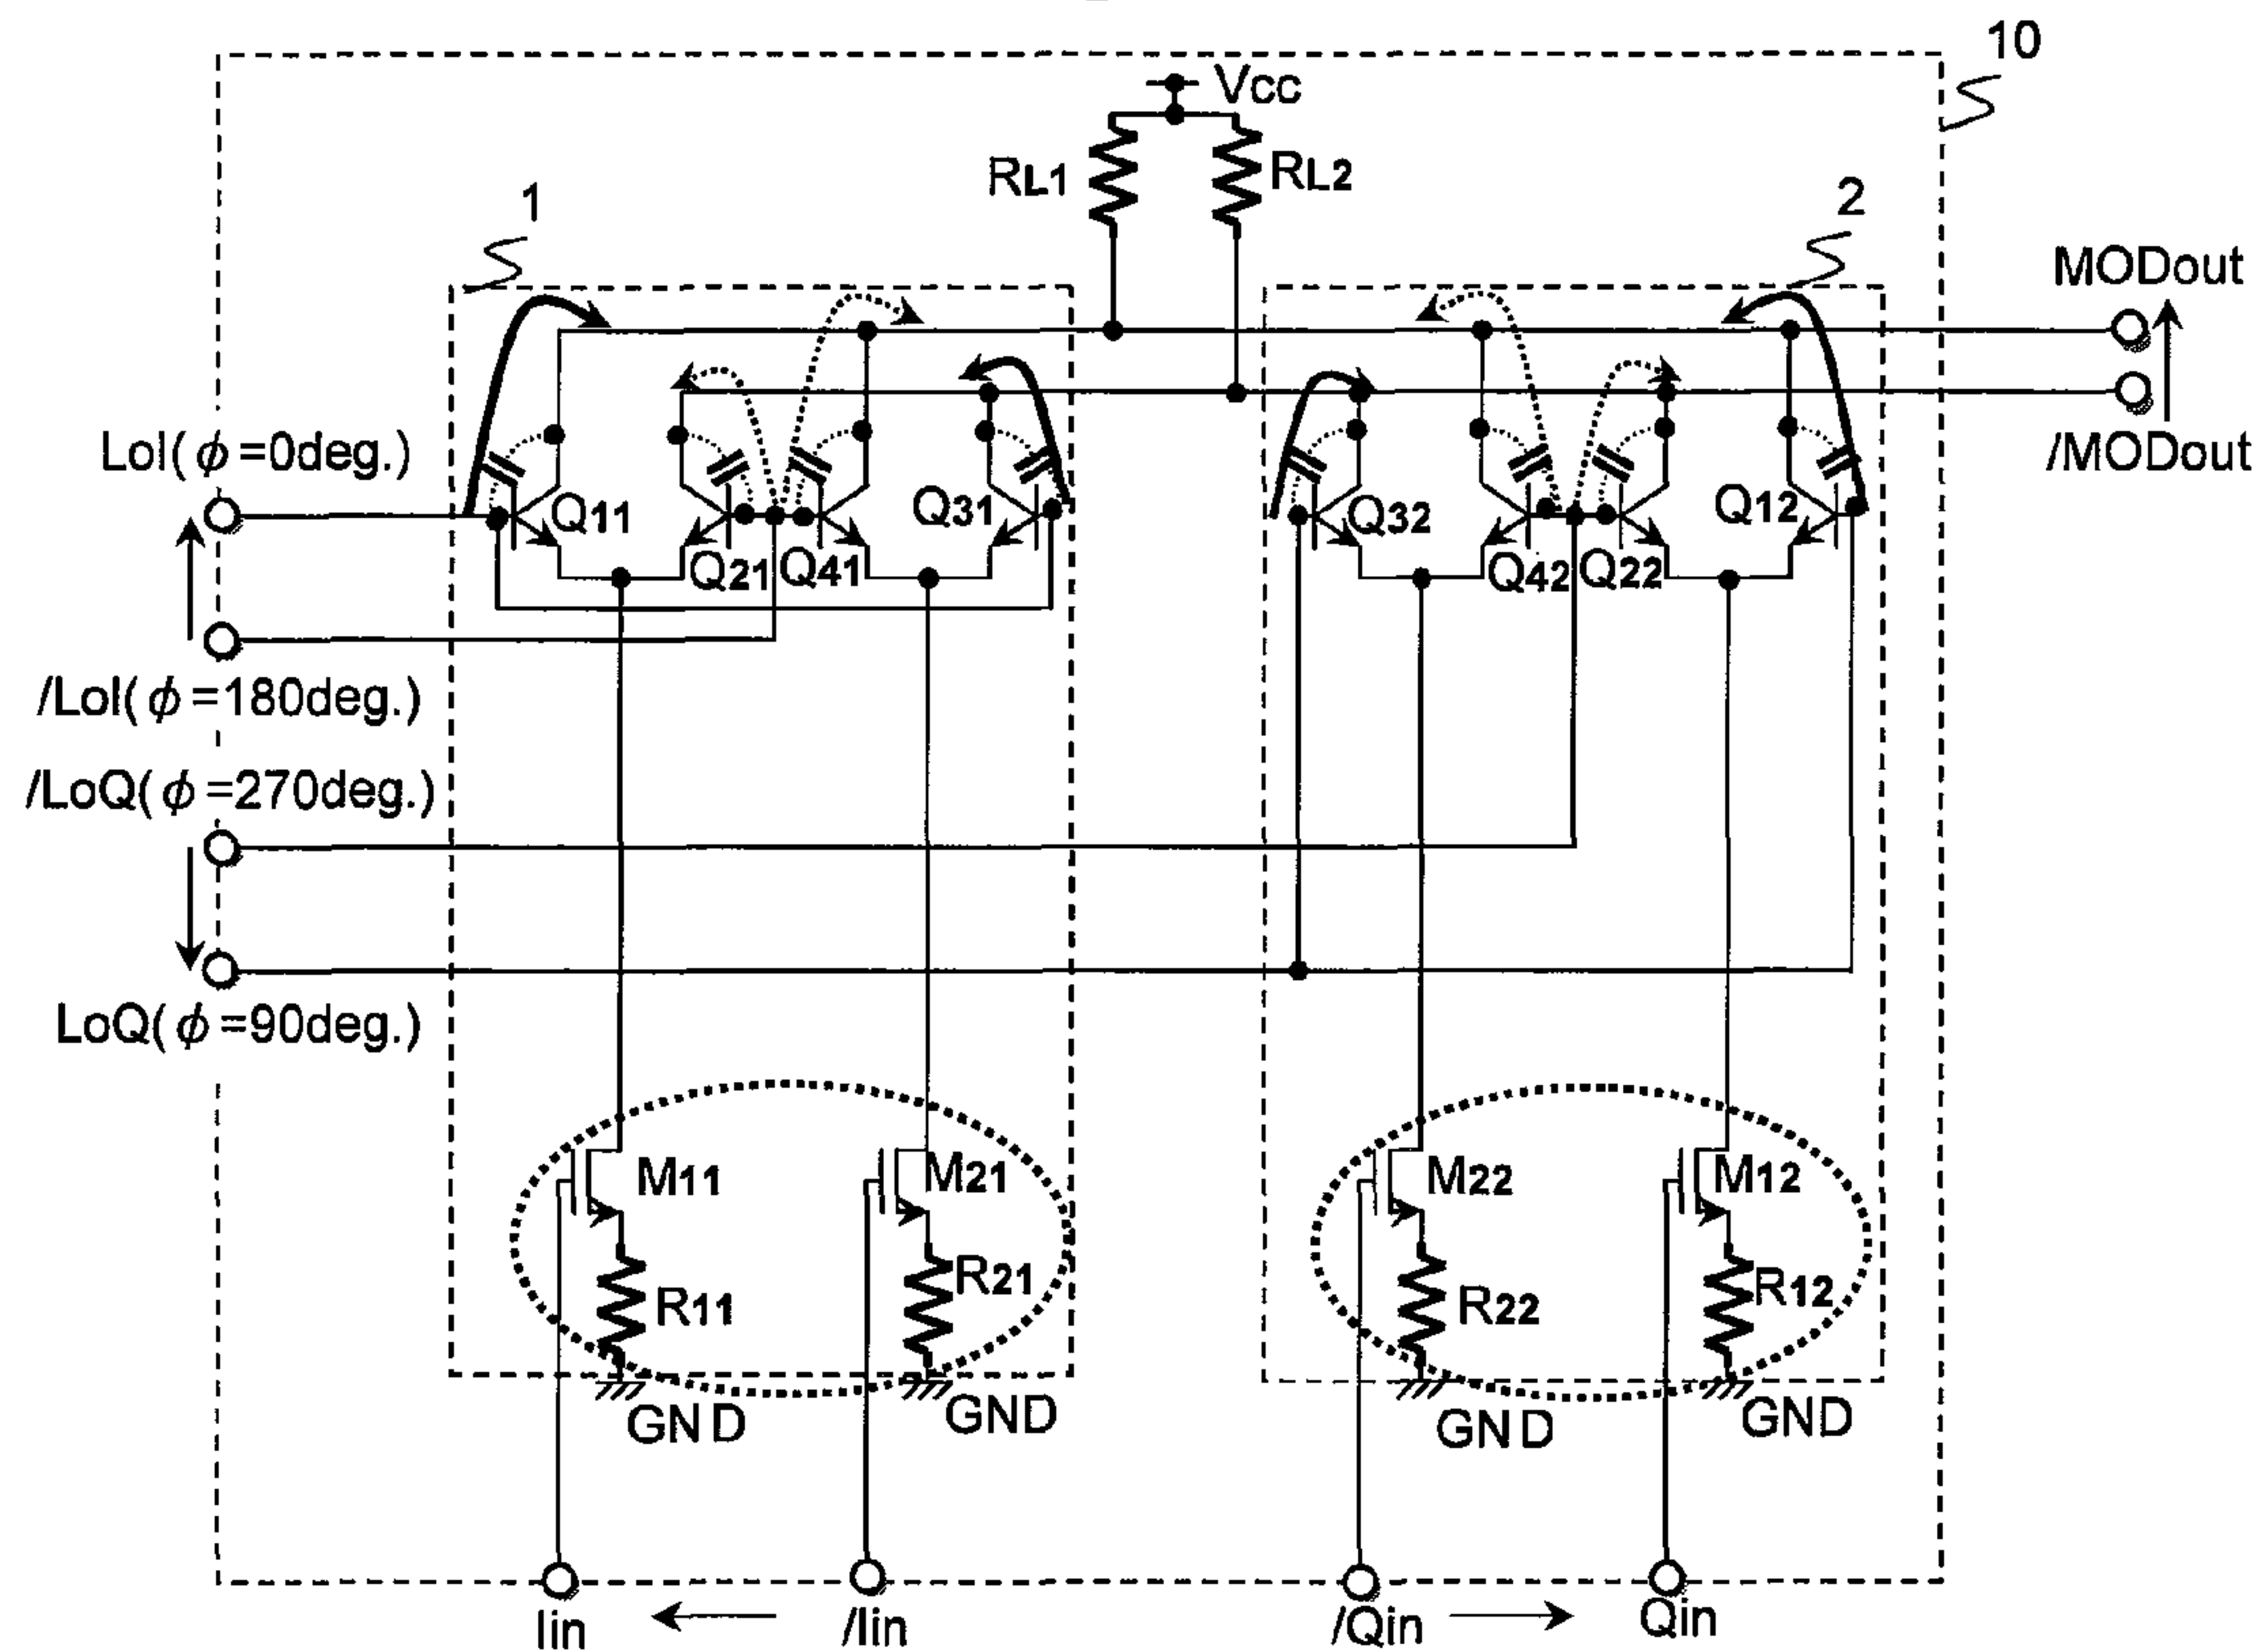 10
Vcc
RL1
RL2
1
2
MODout
/MODout
LoI(ϕ=0deg.)
Q11
Q21
Q41
Q31
Q32
Q42
Q22
Q12
/LoI(ϕ=180deg.)
/LoQ(ϕ=270deg.)
LoQ(ϕ=90deg.)
M11
M21
M22
M12
R11
R21
R22
R12
GND
GND
GND
GND
Iin
/Iin
/Qin
Qin